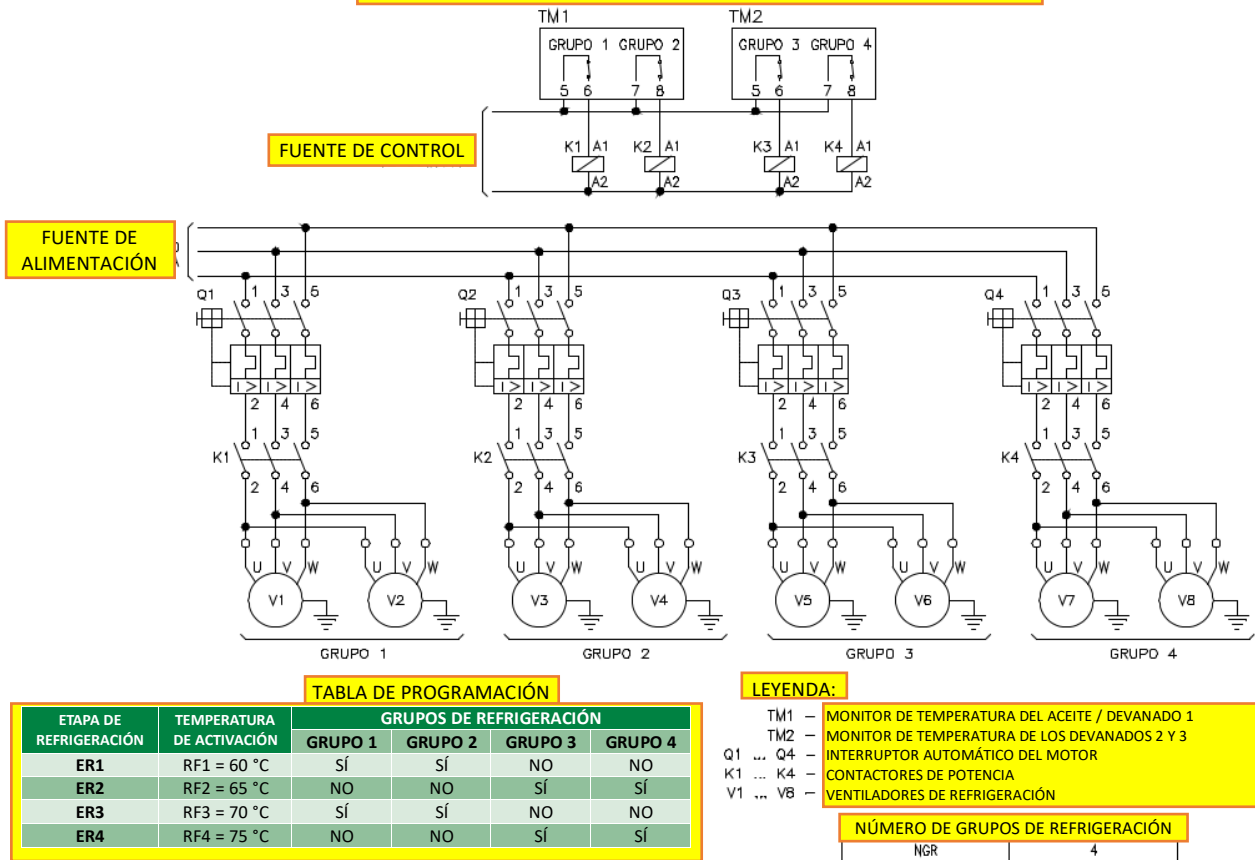 TM1 TM2
GRUPO 1 GRUPO 2 GRUPO 3 GRUPO 4
5 6 7 8 5 6 7 8
FUENTE DE CONTROL
K1 A1 K2 A1 K3 A1 K4 A1
A2 A2 A2 A2
FUENTE DE
ALIMENTACIÓN
Q1 1 3 5 Q2 1 3 5 Q3 1 3 5 Q4 1 3 5
I> I> I> I> I> I> I> I> I> I> I> I>
2 4 6 2 4 6 2 4 6 2 4 6
K1 1 3 5 K2 1 3 5 K3 1 3 5 K4 1 3 5
2 4 6 2 4 6 2 4 6 2 4 6
U V W U V W U V W U V W U V W U V W U V W U V W
V1 V2 V3 V4 V5 V6 V7 V8
GRUPO 1 GRUPO 2 GRUPO 3 GRUPO 4
TABLA DE PROGRAMACIÓN
ETAPA DE REFRIGERACIÓN TEMPERATURA DE ACTIVACIÓN GRUPOS DE REFRIGERACIÓN
GRUPO 1 GRUPO 2 GRUPO 3 GRUPO 4
ER1 RF1 = 60 °C SÍ SÍ NO NO
ER2 RF2 = 65 °C NO NO SÍ SÍ
ER3 RF3 = 70 °C SÍ SÍ NO NO
ER4 RF4 = 75 °C NO NO SÍ SÍ
LEYENDA:
TM1 – MONITOR DE TEMPERATURA DEL ACEITE / DEVANADO 1
TM2 – MONITOR DE TEMPERATURA DE LOS DEVANADOS 2 Y 3
Q1 ... Q4 – INTERRUPTOR AUTOMÁTICO DEL MOTOR
K1 ... K4 – CONTACTORES DE POTENCIA
V1 ... V8 – VENTILADORES DE REFRIGERACIÓN
NÚMERO DE GRUPOS DE REFRIGERACIÓN
NGR 4